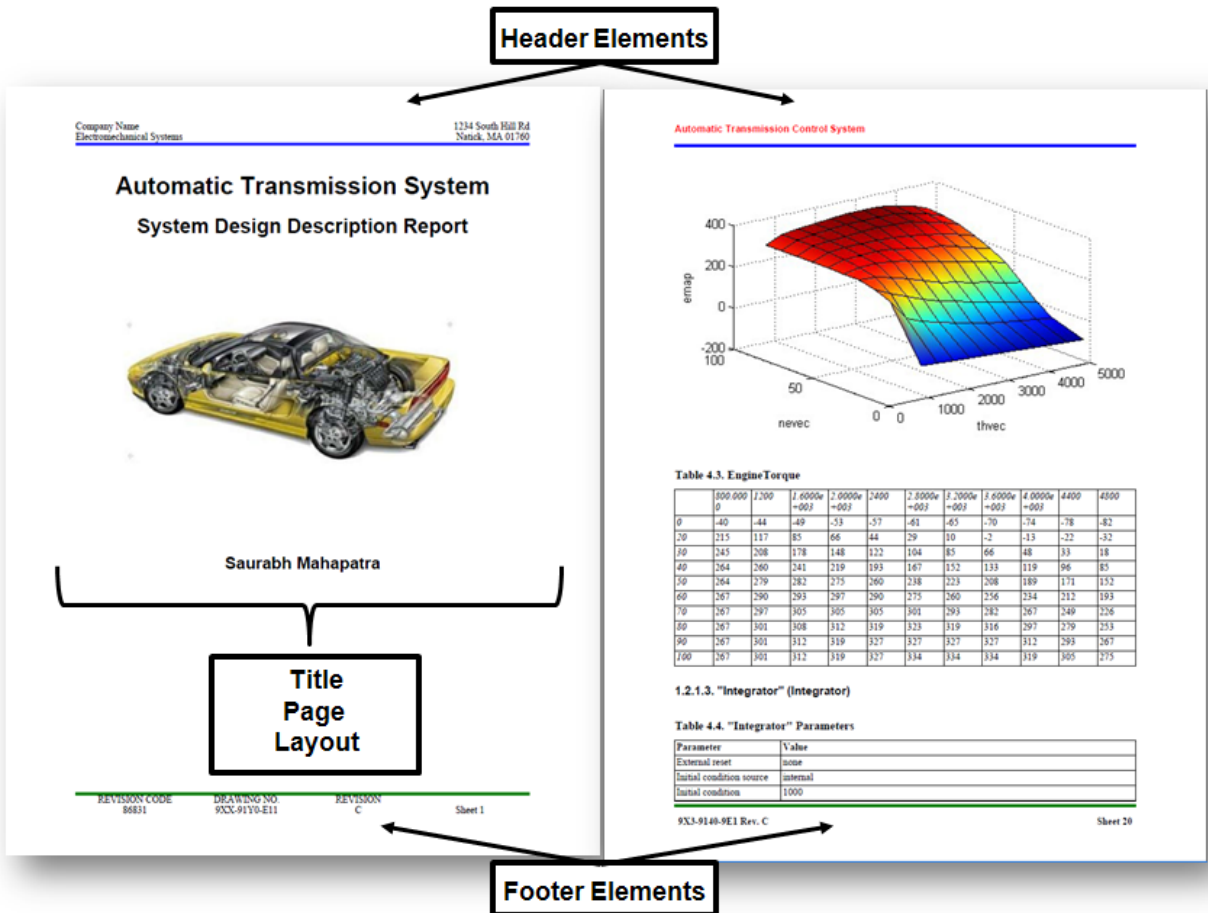 Header Elements
Company Name
Electromechanical Systems
1234 South Hill Rd
Natick, MA 01760
Automatic Transmission System
System Design Description Report
Saurabh Mahapatra
Title
Page
Layout
REVISION CODE DRAWING NO. REVISION
86831 9XX-91Y0-E11 C Sheet 1
Automatic Transmission Control System
400
200
0
-200
emap
100
50
0
nevec
0 1000 2000 3000 4000 5000
thvec
Table 4.3. EngineTorque
800.000 1200 1.6000e 2.0000e 2400 2.8000e 3.2000e 3.6000e 4.0000e 4400 4800
0 +003 +003 +003 +003 +003 +003
0 -40 -44 -49 -53 -57 -61 -65 -70 -74 -78 -82
20 215 117 85 66 44 29 10 -2 -13 -22 -32
30 245 208 178 148 122 104 85 66 48 33 18
40 264 260 241 219 193 167 152 133 119 96 85
50 264 279 282 275 260 238 223 208 189 171 152
60 267 290 293 297 290 275 260 256 234 212 193
70 267 297 305 305 305 301 293 282 267 249 226
80 267 301 308 312 319 323 319 316 297 279 253
90 267 301 312 319 327 327 327 327 312 293 267
100 267 301 312 319 327 334 334 334 319 305 275
1.2.1.3. "Integrator" (Integrator)
Table 4.4. "Integrator" Parameters
Parameter Value
External reset none
Initial condition source internal
Initial condition 1000
9X3-9140-9E1 Rev. C Sheet 20
Footer Elements